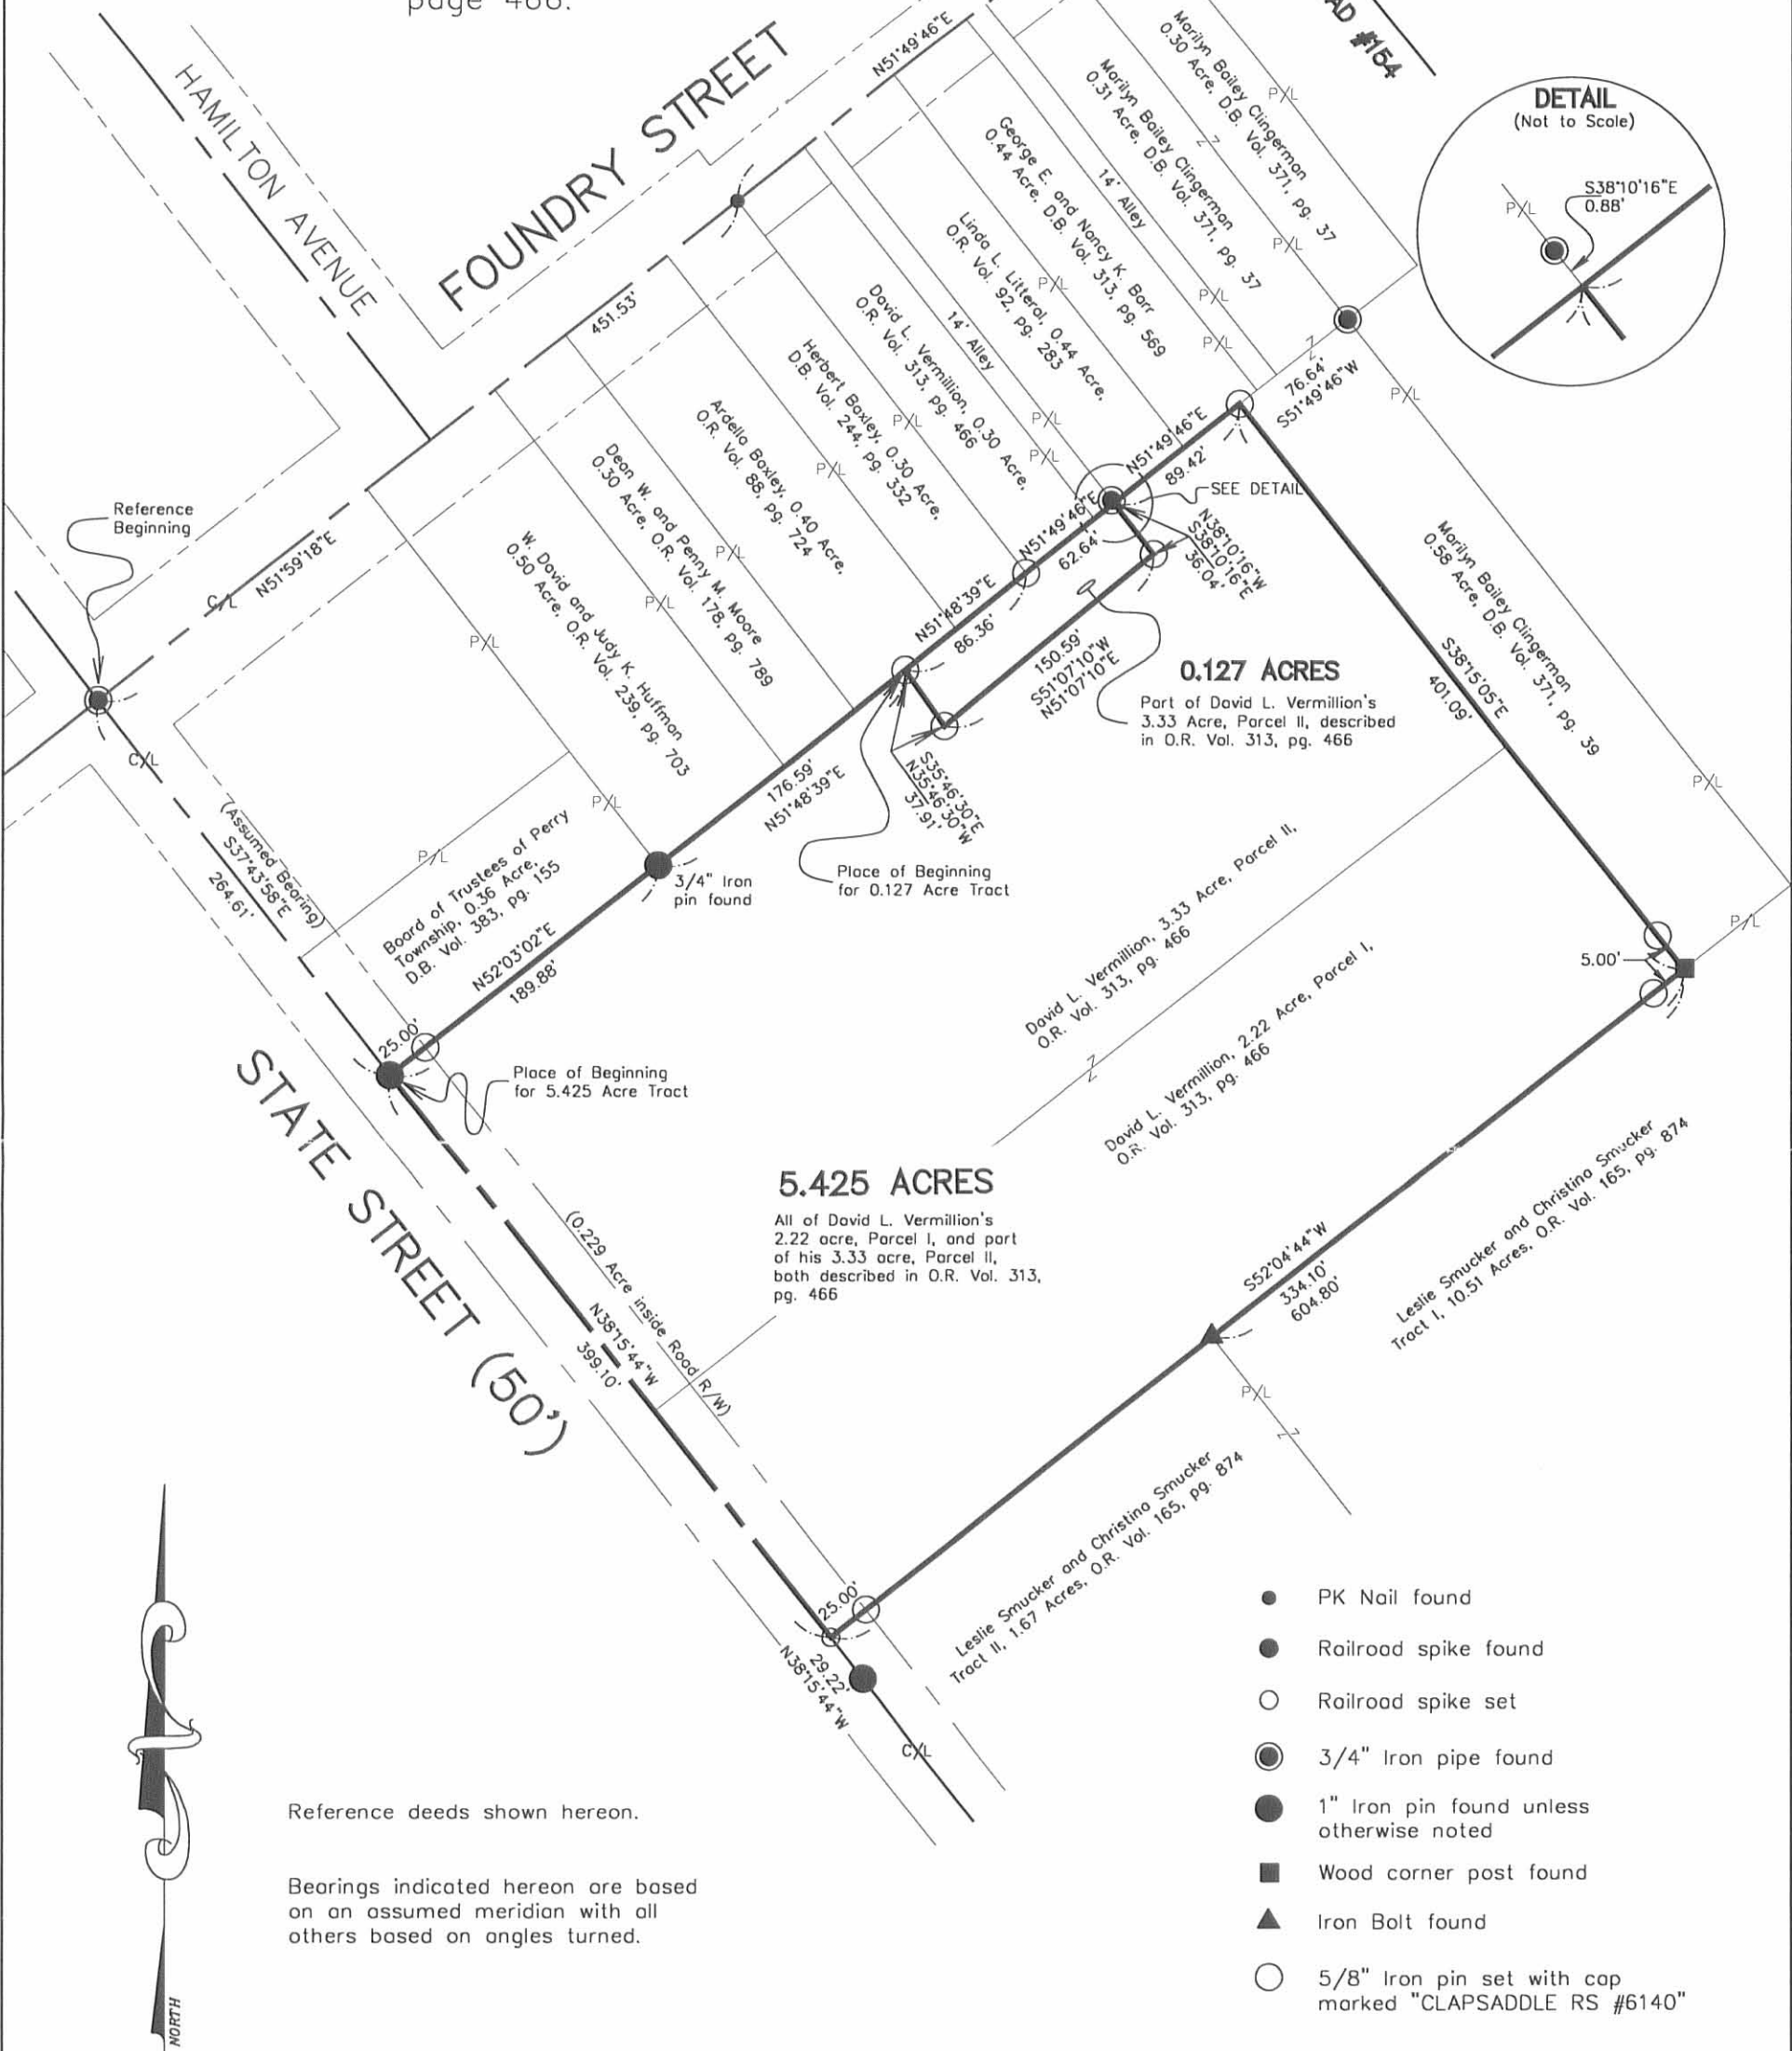 page 466.
AD #154
HAMILTON AVENUE
FOUNDRY STREET
N51°49'46"E
Marilyn Bailey Clingerman
0.30 Acre, D.B. Vol. 371, pg. 37
P/L
Marilyn Bailey Clingerman
0.31 Acre, D.B. Vol. 371, pg. 37
P/L
14' Alley
P/L
George E. and Nancy K. Barr
0.44 Acre, D.B. Vol. 313, pg. 569
P/L
P/L
Linda L. Litteral, 0.44 Acre,
O.R. Vol. 92, pg. 283
P/L
14' Alley
P/L
David L. Vermillion, 0.30 Acre,
O.R. Vol. 313, pg. 466
P/L
Herbert Baxley, 0.30 Acre,
D.B. Vol. 244, pg. 332
P/L
Ardella Baxley, 0.40 Acre,
O.R. Vol. 88, pg. 724
P/L
Dean W. and Penny M. Moore
0.30 Acre, O.R. Vol. 178, pg. 789
P/L
W. David and Judy K. Huffman
0.50 Acre, O.R. Vol. 239, pg. 703
P/L
P/L
DETAIL
(Not to Scale)
S38°10'16"E
0.88'
P/L
451.53'
Reference
Beginning
C/L
N51°59'18"E
C/L
(Assumed Bearing)
S37°43'58"E
264.61'
P/L
Board of Trustees of Perry
Township, 0.36 Acre,
D.B. Vol. 383, pg. 155
N52°03'02"E
189.88'
25.00'
3/4" Iron
pin found
176.59'
N51°48'39"E
N51°48'39"E
86.36'
N51°49'46"E
62.64'
N51°49'46"E
89.42'
SEE DETAIL
76.64'
S51°49'46"W
P/L
N38°10'16"W
S38°10'16"E
36.04'
150.59'
S51°07'10"W
N51°07'10"E
S35°46'30"E
N35°46'30"W
37.91'
0.127 ACRES
Part of David L. Vermillion's
3.33 Acre, Parcel II, described
in O.R. Vol. 313, pg. 466
Place of Beginning
for 0.127 Acre Tract
Marilyn Bailey Clingerman
0.58 Acre, D.B. Vol. 371, pg. 39
S38°15'05"E
401.09'
P/L
P/L
5.00'
David L. Vermillion, 3.33 Acre, Parcel II,
O.R. Vol. 313, pg. 466
David L. Vermillion, 2.22 Acre, Parcel I,
O.R. Vol. 313, pg. 466
Place of Beginning
for 5.425 Acre Tract
STATE STREET (50')
5.425 ACRES
All of David L. Vermillion's
2.22 acre, Parcel I, and part
of his 3.33 acre, Parcel II,
both described in O.R. Vol. 313,
pg. 466
(0.229 Acre inside Road R/W)
N38°15'44"W
399.10'
S52°04'44"W
334.10'
604.80'
Leslie Smucker and Christina Smucker
Tract I, 10.51 Acres, O.R. Vol. 165, pg. 874
P/L
Leslie Smucker and Christina Smucker
Tract II, 1.67 Acres, O.R. Vol. 165, pg. 874
25.00'
29.22'
N38°15'44"W
C/L
PK Nail found
Railroad spike found
Railroad spike set
3/4" Iron pipe found
1" Iron pin found unless
otherwise noted
Wood corner post found
Iron Bolt found
5/8" Iron pin set with cap
marked "CLAPSADDLE RS #6140"
Reference deeds shown hereon.
Bearings indicated hereon are based
on an assumed meridian with all
others based on angles turned.
NORTH